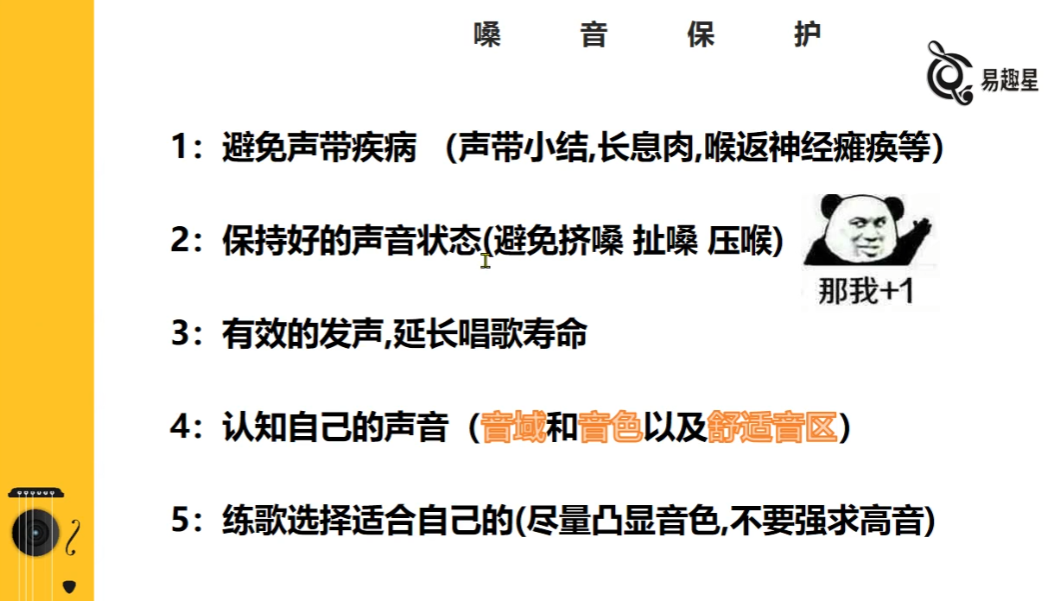 嗓 音 保 护
易趣星
1：避免声带疾病 （声带小结,长息肉,喉返神经瘫痪等）
2：保持好的声音状态(避免挤嗓 扯嗓 压喉)
那我+1
3：有效的发声,延长唱歌寿命
4：认知自己的声音（音域和音色以及舒适音区）
5：练歌选择适合自己的(尽量凸显音色,不要强求高音)